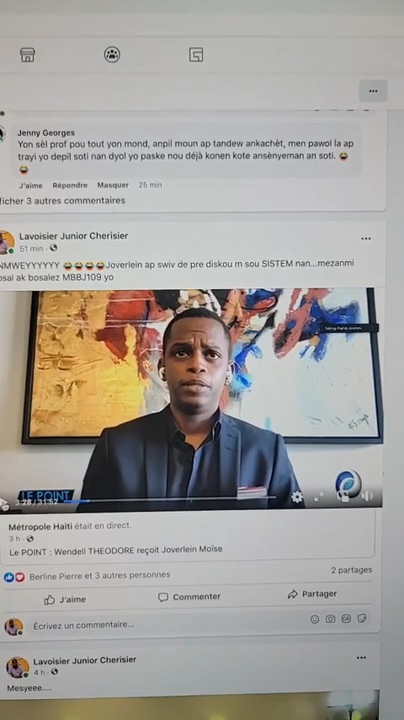 Jenny Georges
Yon sèl prof pou tout yon mond, anpil moun ap tandew ankachèt, men pawol la ap
trayi yo depil soti nan dyol yo paske nou déjà konen kote ansènyeman an soti.
J'aime Répondre Masquer 25 min
ficher 3 autres commentaires
Lavoisier Junior Cherisier
51 min
NMWEYYYYYY Joverlein ap swiv de pre diskou m sou SISTEM nan...mezanmi
osal ak bosalez MBBJ109 yo
LE POINT
Métropole Haiti était en direct.
3 h
Le POINT : Wendell THEODORE reçoit Joverlein Moïse
Berline Pierre et 3 autres personnes
2 partages
J'aime Commenter Partager
Écrivez un commentaire...
Lavoisier Junior Cherisier
4 h
Mesyeee....